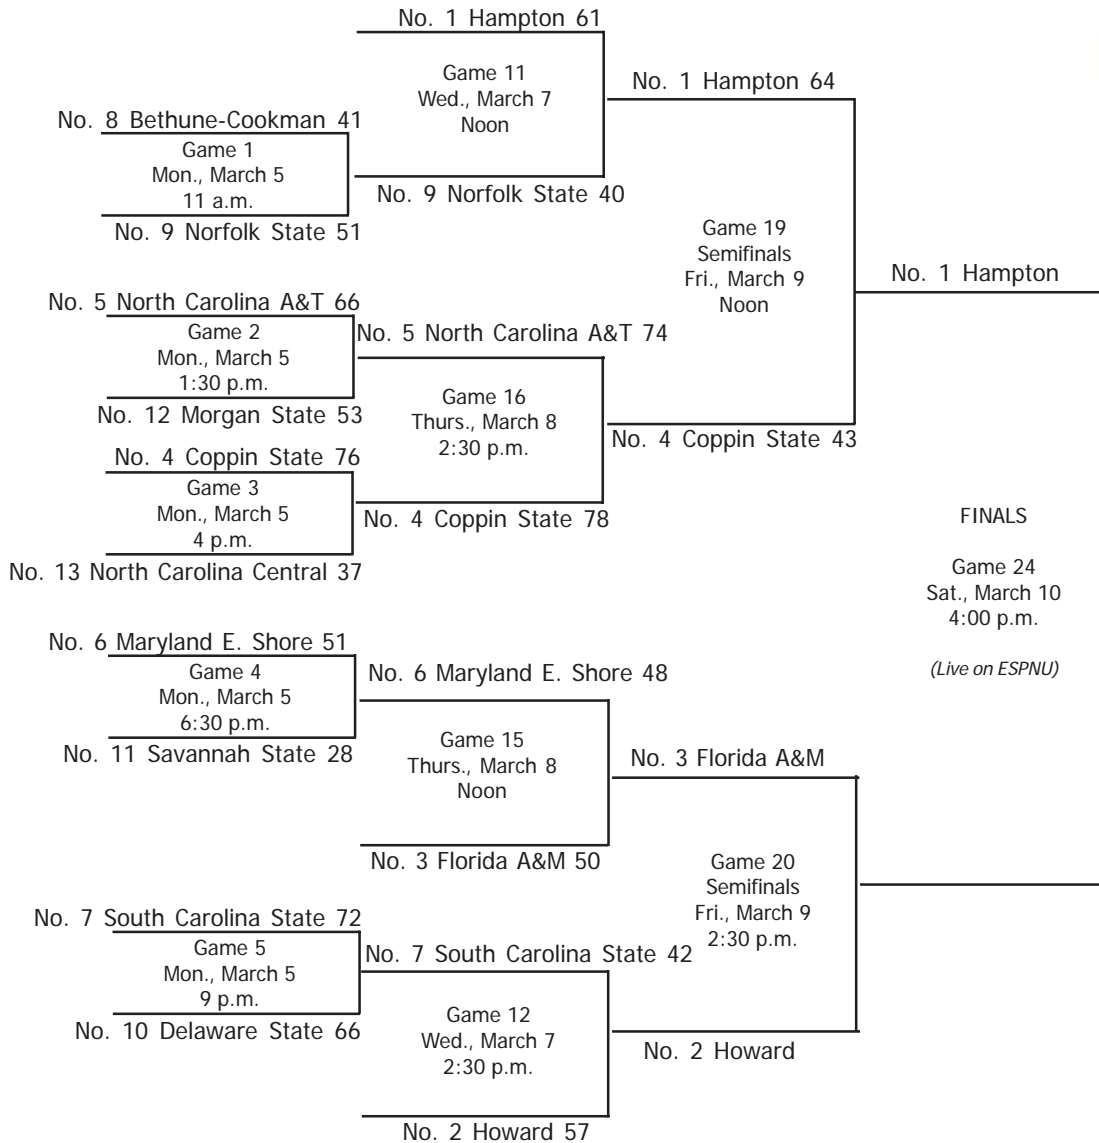 No. 1 Hampton 61
Game 11
Wed., March 7
Noon
No. 1 Hampton 64
No. 8 Bethune-Cookman 41
Game 1
Mon., March 5
11 a.m.
No. 9 Norfolk State 40
No. 9 Norfolk State 51
Game 19
Semifinals
Fri., March 9
Noon
No. 1 Hampton
No. 5 North Carolina A&T 66
Game 2
Mon., March 5
1:30 p.m.
No. 5 North Carolina A&T 74
No. 12 Morgan State 53
Game 16
Thurs., March 8
2:30 p.m.
No. 4 Coppin State 43
No. 4 Coppin State 76
Game 3
Mon., March 5
4 p.m.
No. 4 Coppin State 78
No. 13 North Carolina Central 37
FINALS
Game 24
Sat., March 10
4:00 p.m.
(Live on ESPNU)
No. 6 Maryland E. Shore 51
Game 4
Mon., March 5
6:30 p.m.
No. 6 Maryland E. Shore 48
No. 11 Savannah State 28
Game 15
Thurs., March 8
Noon
No. 3 Florida A&M
No. 3 Florida A&M 50
Game 20
Semifinals
Fri., March 9
2:30 p.m.
No. 7 South Carolina State 72
Game 5
Mon., March 5
9 p.m.
No. 7 South Carolina State 42
No. 10 Delaware State 66
Game 12
Wed., March 7
2:30 p.m.
No. 2 Howard
No. 2 Howard 57